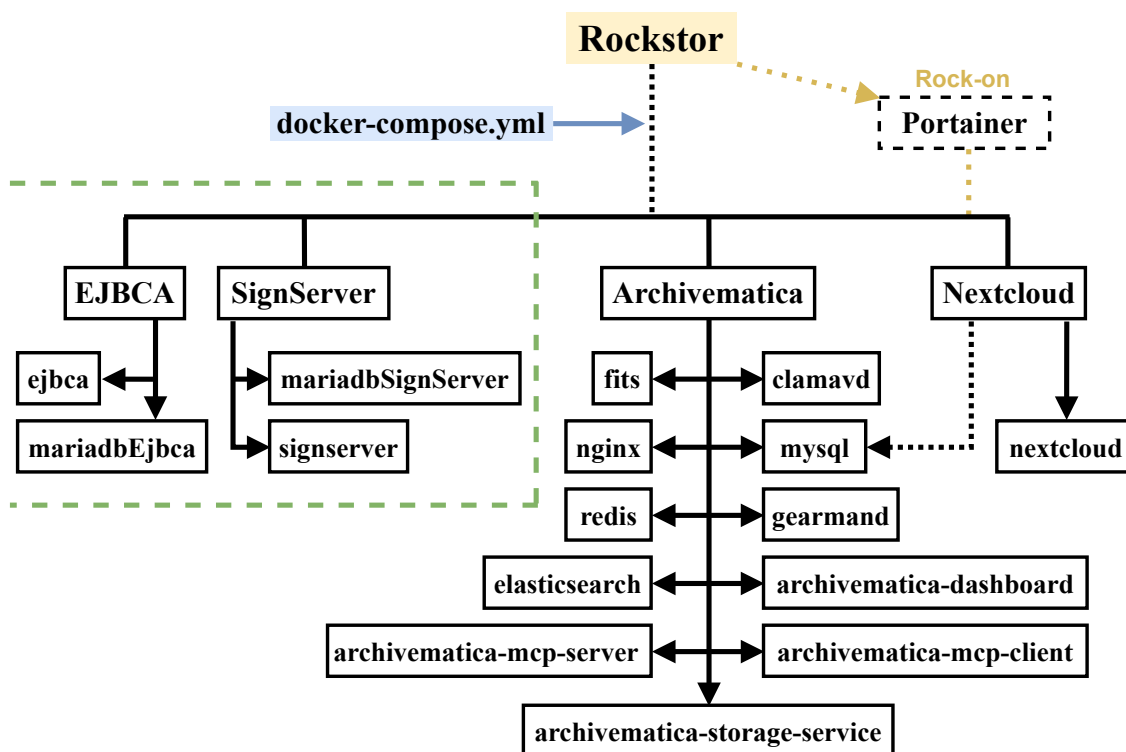 Rockstor
Rock-on
docker-compose.yml
Portainer
EJBCA
SignServer
Archivematica
Nextcloud
ejbca
mariadbSignServer
fits
clamavd
mariadbEjbca
signserver
nginx
mysql
nextcloud
redis
gearmand
elasticsearch
archivematica-dashboard
archivematica-mcp-server
archivematica-mcp-client
archivematica-storage-service